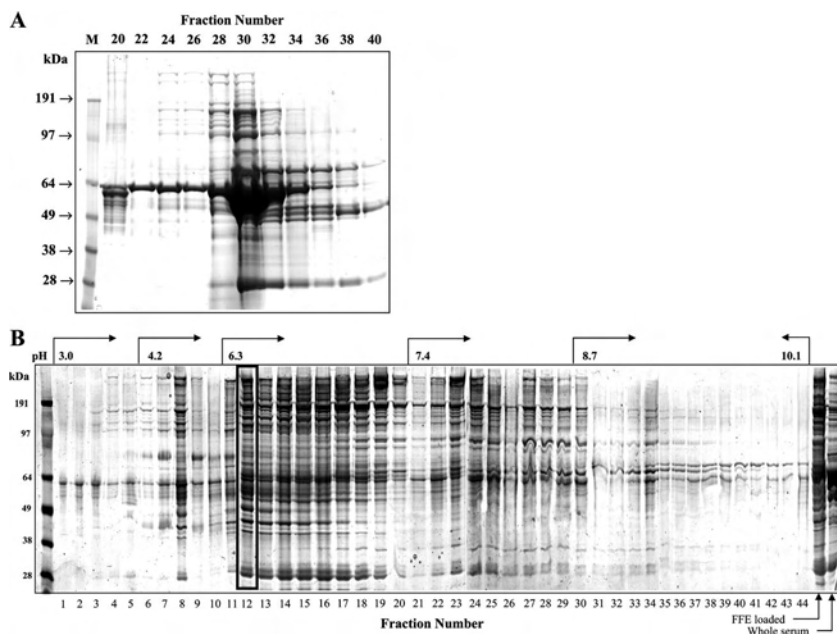 A
Fraction Number
M 20 22 24 26 28 30 32 34 36 38 40
kDa
191→
97→
64→
49→
38→
28→
B
pH 3.0 4.2 6.3 7.4 8.7 10.1
kDa
191
97
64
49
38
28
1 2 3 4 5 6 7 8 9 10 11 12 13 14 15 16 17 18 19 20 21 22 23 24 25 26 27 28 29 30 31 32 33 34 35 36 37 38 39 40 41 42 43 44
FFE loaded
Fraction Number
Whole serum